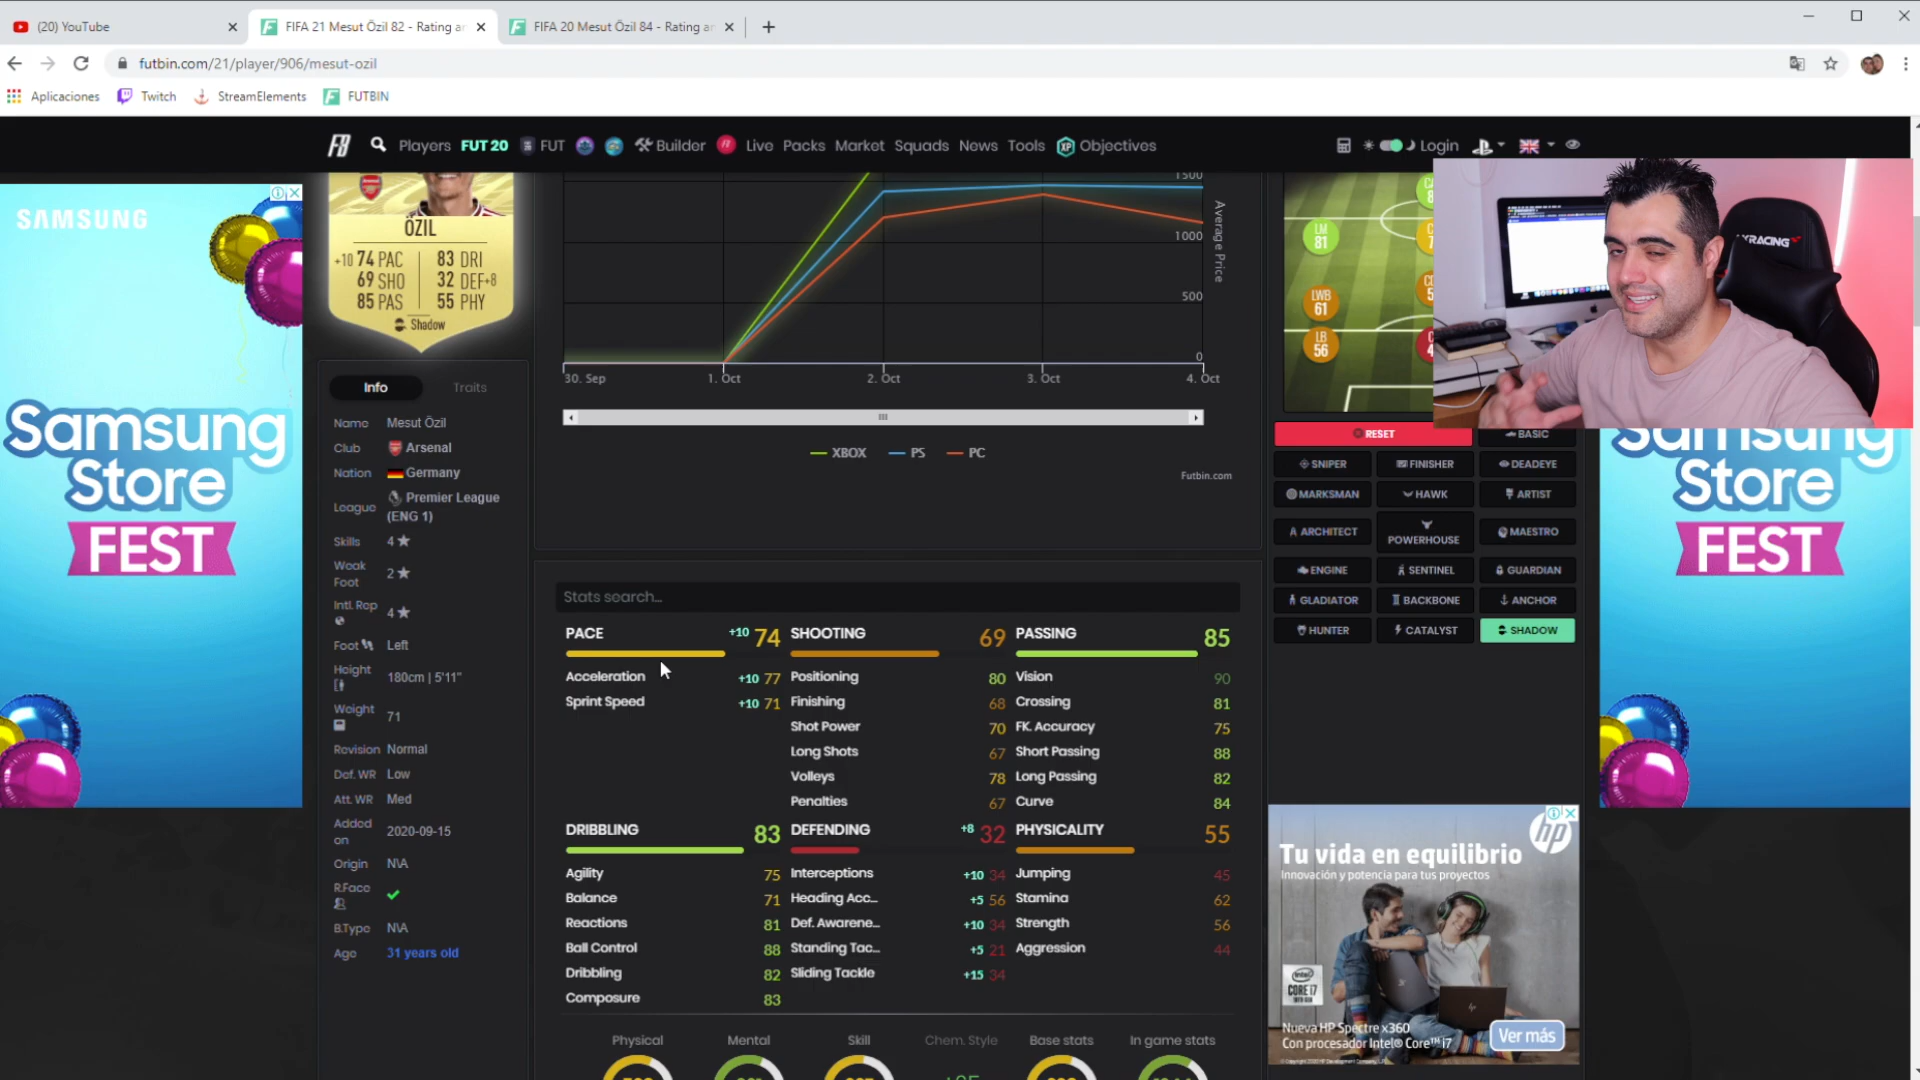 (20) YouTube
FIFA 21 Mesut Özil 82 - Rating an
FIFA 20 Mesut Özil 84 - Rating an
futbin.com/21/player/906/mesut-ozil
Aplicaciones
Twitch
StreamElements
FUTBIN
Players FUT 20 FUT Builder Live Packs Market Squads News Tools Objectives
Login
SAMSUNG
Samsung
Store
FEST
ÖZIL
+10 74 PAC 83 DRI
69 SHO 32 DEF+8
85 PAS 55 PHY
Shadow
Info Traits
Name Mesut Özil
Club Arsenal
Nation Germany
League Premier League (ENG 1)
Skills 4
Weak Foot 2
Intl. Rep 4
Foot Left
Height 180cm | 5'11"
Weight 71
Revision Normal
Def. WR Low
Att. WR Med
Added on 2020-09-15
Origin N\A
R.Face
B.Type N\A
Age 31 years old
1500
1000
500
0
Average Price
30. Sep 1. Oct 2. Oct 3. Oct 4. Oct
XBOX PS PC
Futbin.com
Stats search...
PACE +10 74
Acceleration +10 77
Sprint Speed +10 71
SHOOTING 69
Positioning 80
Finishing 68
Shot Power 70
Long Shots 67
Volleys 78
Penalties 67
PASSING 85
Vision 90
Crossing 81
FK. Accuracy 75
Short Passing 88
Long Passing 82
Curve 84
DRIBBLING 83
Agility 75
Balance 71
Reactions 81
Ball Control 88
Dribbling 82
Composure 83
DEFENDING +8 32
Interceptions +10 34
Heading Acc... +5 56
Def. Awarene... +10 34
Standing Tac... +5 21
Sliding Tackle +15 34
PHYSICALITY 55
Jumping 45
Stamina 62
Strength 56
Aggression 44
Physical Mental Skill Chem. Style Base stats In game stats
LM
81
LWB
61
LB
56
HYRACING
RESET BASIC
SNIPER FINISHER DEADEYE
MARKSMAN HAWK ARTIST
ARCHITECT POWERHOUSE MAESTRO
ENGINE SENTINEL GUARDIAN
GLADIATOR BACKBONE ANCHOR
HUNTER CATALYST SHADOW
Samsung
Store
FEST
hp
Tu vida en equilibrio
Innovación y potencia para tus proyectos
intel
CORE i7
Nueva HP Spectre x360
Con procesador Intel® Core™ i7
Ver más